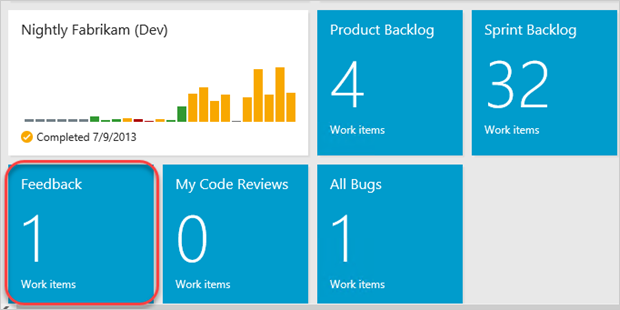 Nightly Fabrikam (Dev)
Completed 7/9/2013
Product Backlog
4
Work items
Sprint Backlog
32
Work items
Feedback
1
Work items
My Code Reviews
0
Work items
All Bugs
1
Work items